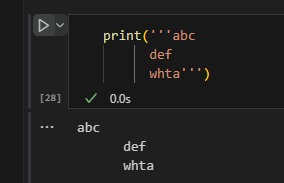 print('''abc
def
whta''')
[28]
0.0s
abc
def
whta